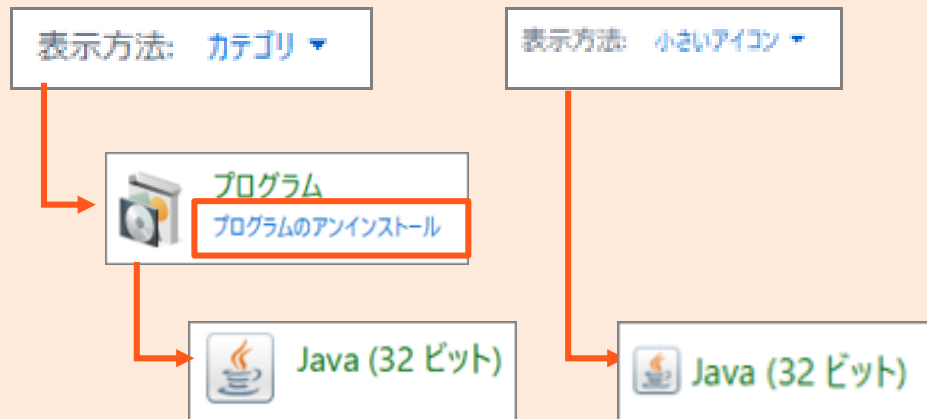 表示方法: カテゴリ
表示方法: 小さいアイコン
プログラム
プログラムのアンインストール
Java (32 ビット)
Java (32 ビット)